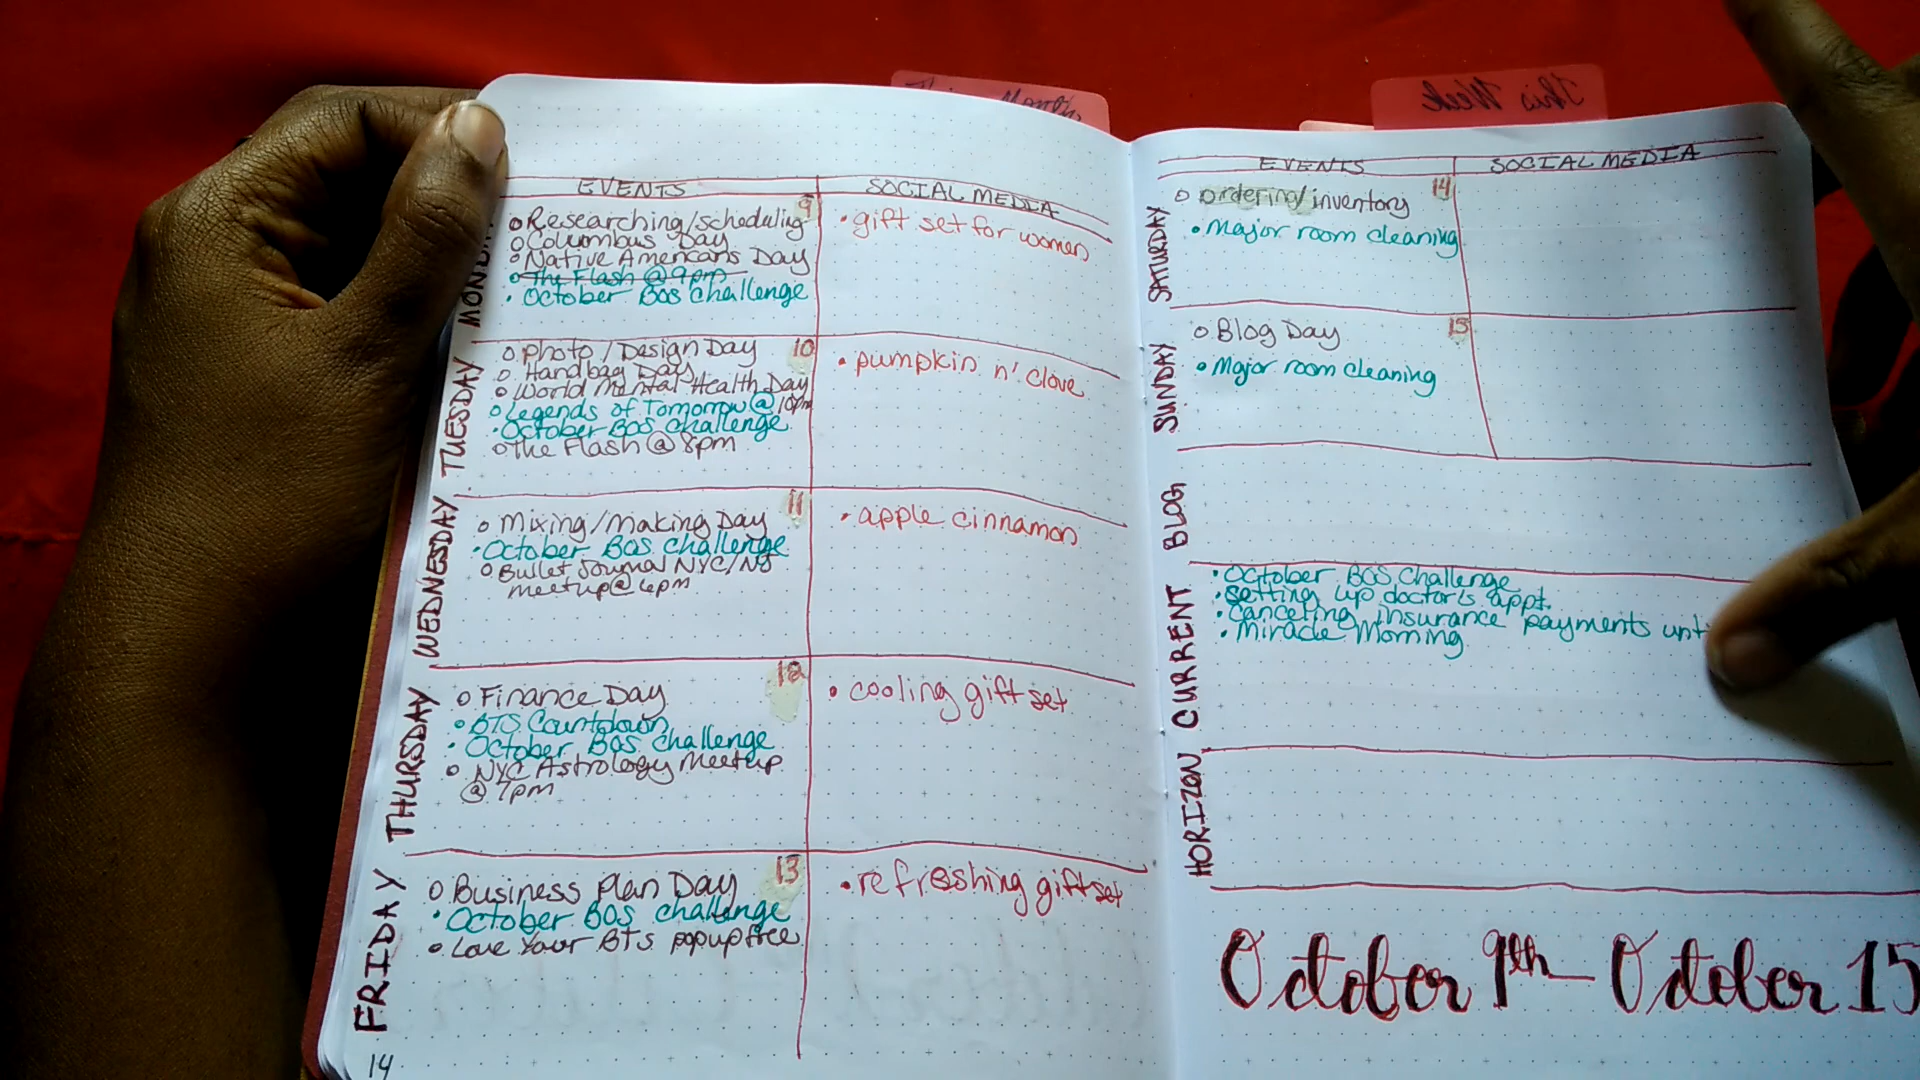 This Month
This Week
EVENTS
SOCIAL MEDIA
MONDAY
9
Researching/scheduling
Columbus Day
Native Americans Day
The Flash @ 9pm
October BOS challenge
gift set for women
TUESDAY
10
Photo / Design Day
Handbag Day
World Mental Health Day
Legends of Tomorrow @ 10pm
October BOS challenge
The Flash @ 8pm
pumpkin n' clove
WEDNESDAY
11
Mixing/Making Day
October BOS challenge
Bullet Journal NYC/NJ
meetup @ 6pm
apple cinnamon
THURSDAY
12
Finance Day
BTS Countdown
October BOS challenge
NYC Astrology Meetup
@ 7pm
cooling gift set
FRIDAY
13
Business Plan Day
October BOS challenge
Love Your BTS popup free
refreshing gift set
14
EVENTS
SOCIAL MEDIA
SATURDAY
14
ordering/inventory
Major room cleaning
SUNDAY
15
Blog Day
Major room cleaning
BLOG
CURRENT
October BOS Challenge
setting up doctor's appt.
Canceling insurance payments
Miracle Morning
HORIZON
October 9th - October 15